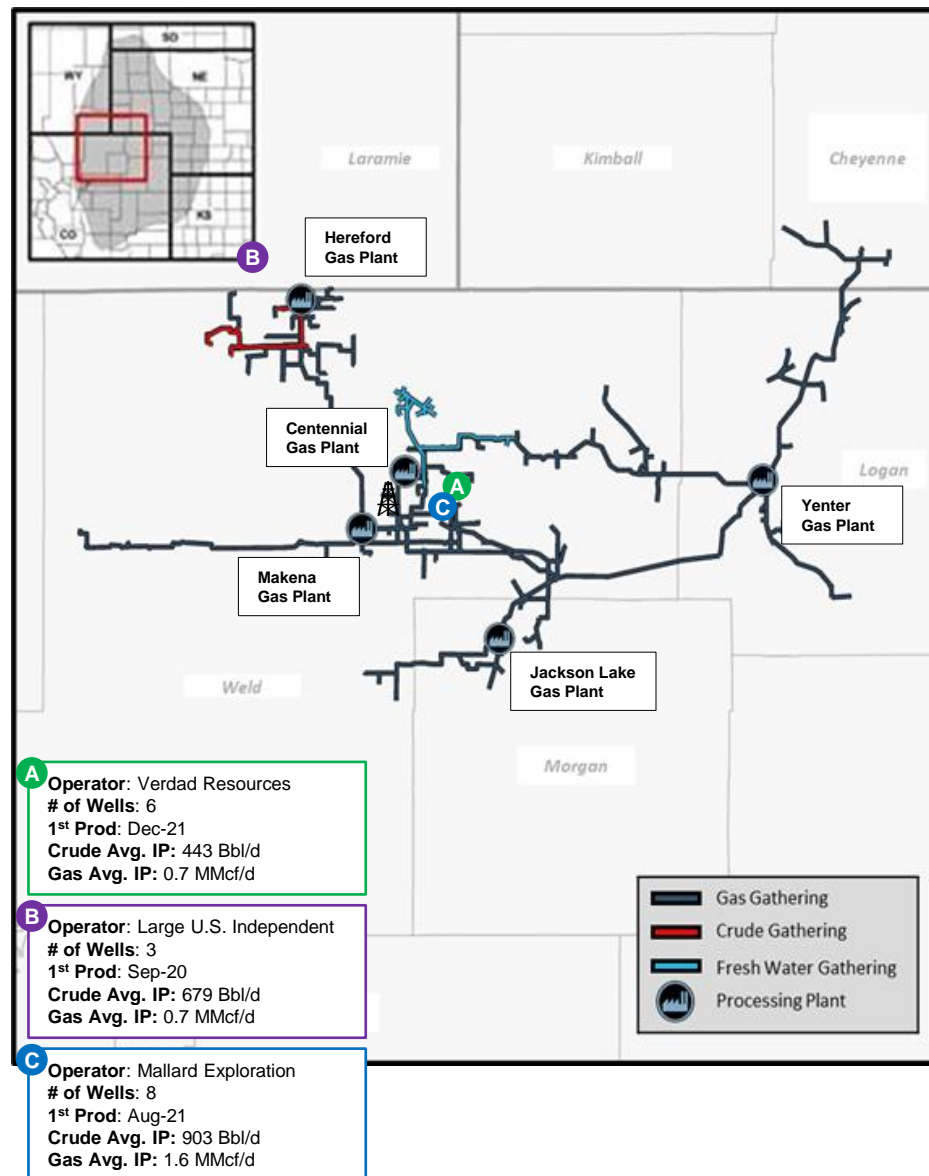 SD
WY
NE
CO
KS
Laramie
Kimball
Cheyenne
B
Hereford
Gas Plant
Centennial
Gas Plant
A
C
Logan
Yenter
Gas Plant
Makena
Gas Plant
Jackson Lake
Gas Plant
Weld
Morgan
A
Operator: Verdad Resources
# of Wells: 6
1st Prod: Dec-21
Crude Avg. IP: 443 Bbl/d
Gas Avg. IP: 0.7 MMcf/d
B
Operator: Large U.S. Independent
# of Wells: 3
1st Prod: Sep-20
Crude Avg. IP: 679 Bbl/d
Gas Avg. IP: 0.7 MMcf/d
C
Operator: Mallard Exploration
# of Wells: 8
1st Prod: Aug-21
Crude Avg. IP: 903 Bbl/d
Gas Avg. IP: 1.6 MMcf/d
Gas Gathering
Crude Gathering
Fresh Water Gathering
Processing Plant